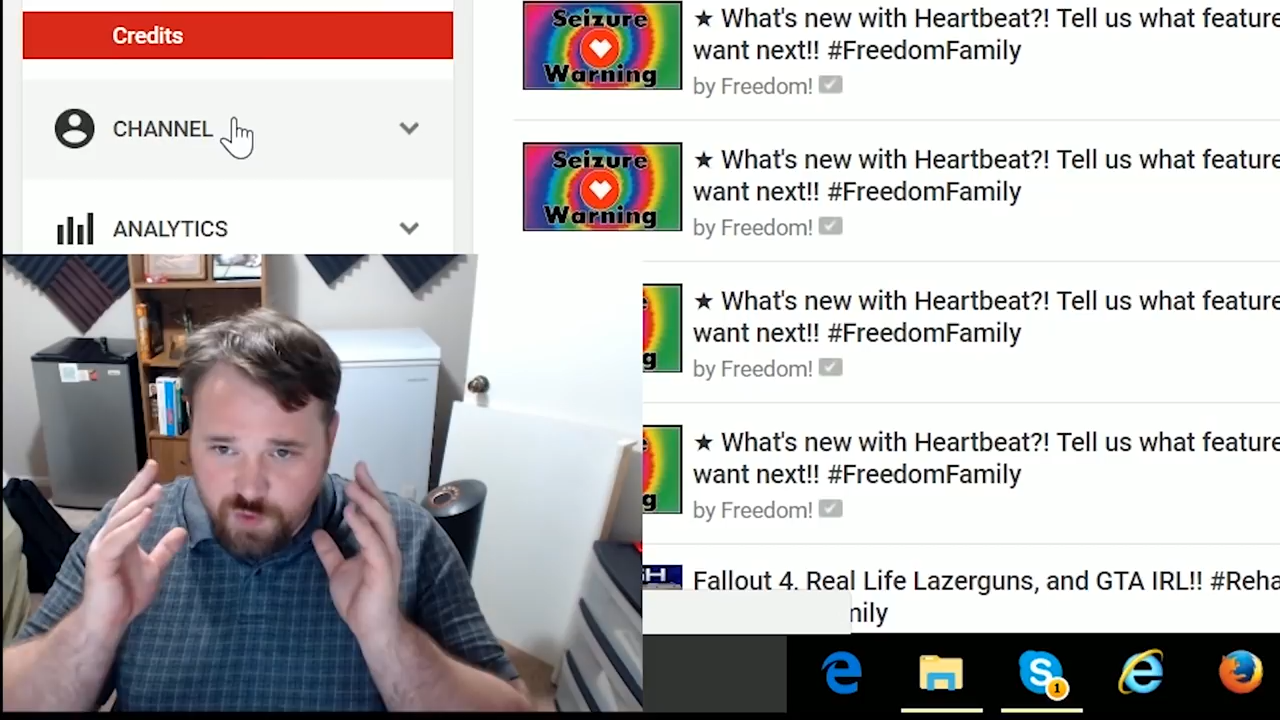 Credits
CHANNEL
ANALYTICS
Seizure
Warning
★ What's new with Heartbeat?! Tell us what feature
want next!! #FreedomFamily
by Freedom!
Seizure
Warning
★ What's new with Heartbeat?! Tell us what feature
want next!! #FreedomFamily
by Freedom!
g
★ What's new with Heartbeat?! Tell us what feature
want next!! #FreedomFamily
by Freedom!
g
★ What's new with Heartbeat?! Tell us what feature
want next!! #FreedomFamily
by Freedom!
SH
Fallout 4, Real Life Lazerguns, and GTA IRL!! #Reha
mily
1